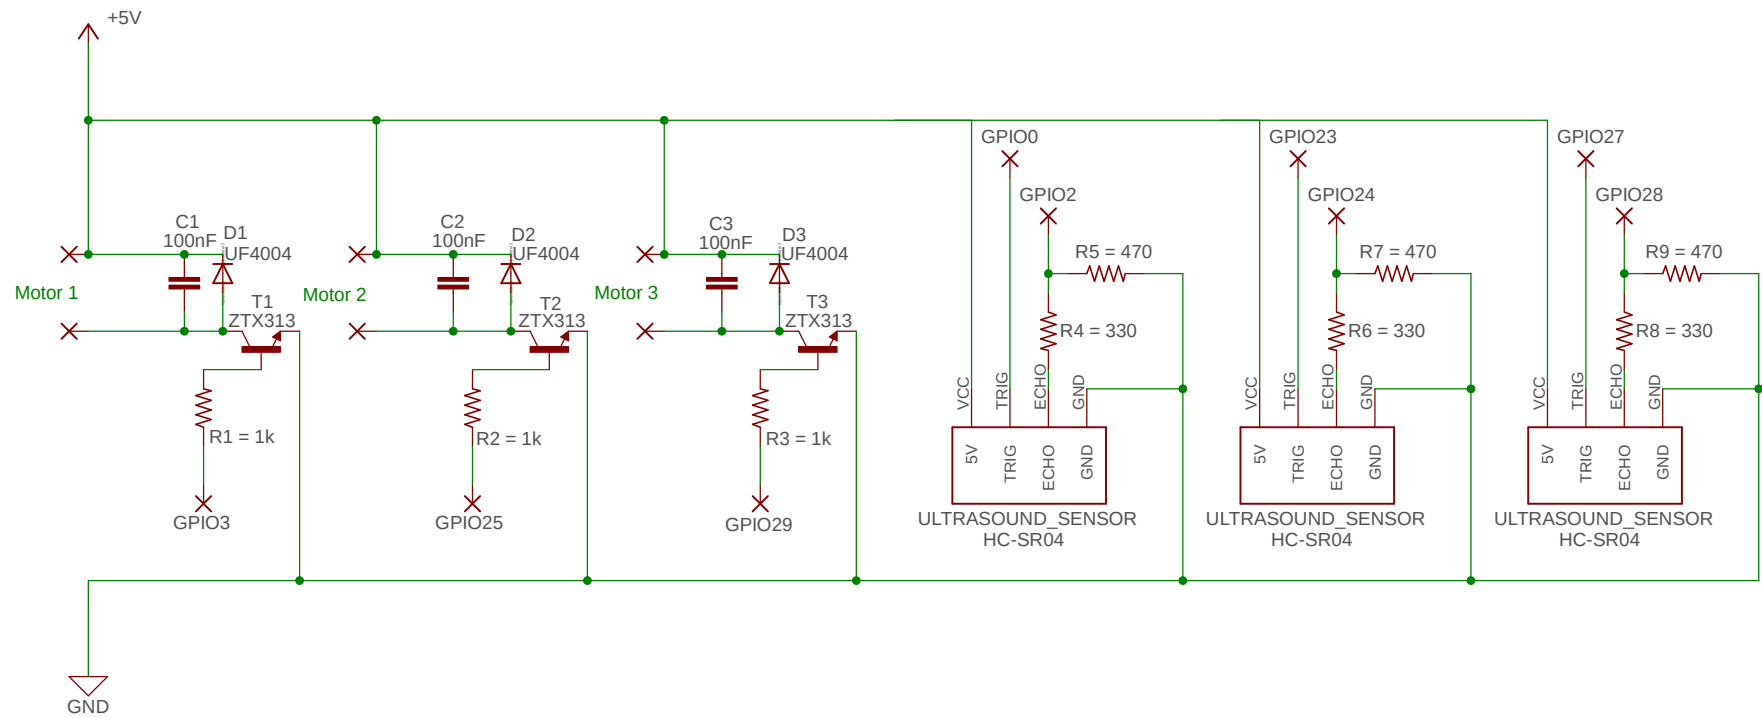 +5V
GPIO0
GPIO23
GPIO27
GPIO2
GPIO24
GPIO28
C1
100nF
D1
UF4004
C2
100nF
D2
UF4004
C3
100nF
D3
UF4004
R5 = 470
R7 = 470
R9 = 470
Motor 1
Motor 2
Motor 3
T1
ZTX313
T2
ZTX313
T3
ZTX313
R4 = 330
R6 = 330
R8 = 330
VCC
TRIG
ECHO
GND
VCC
TRIG
ECHO
GND
VCC
TRIG
ECHO
GND
R1 = 1k
R2 = 1k
R3 = 1k
5V
TRIG
ECHO
GND
5V
TRIG
ECHO
GND
5V
TRIG
ECHO
GND
GPIO3
GPIO25
GPIO29
ULTRASOUND_SENSOR
HC-SR04
ULTRASOUND_SENSOR
HC-SR04
ULTRASOUND_SENSOR
HC-SR04
GND